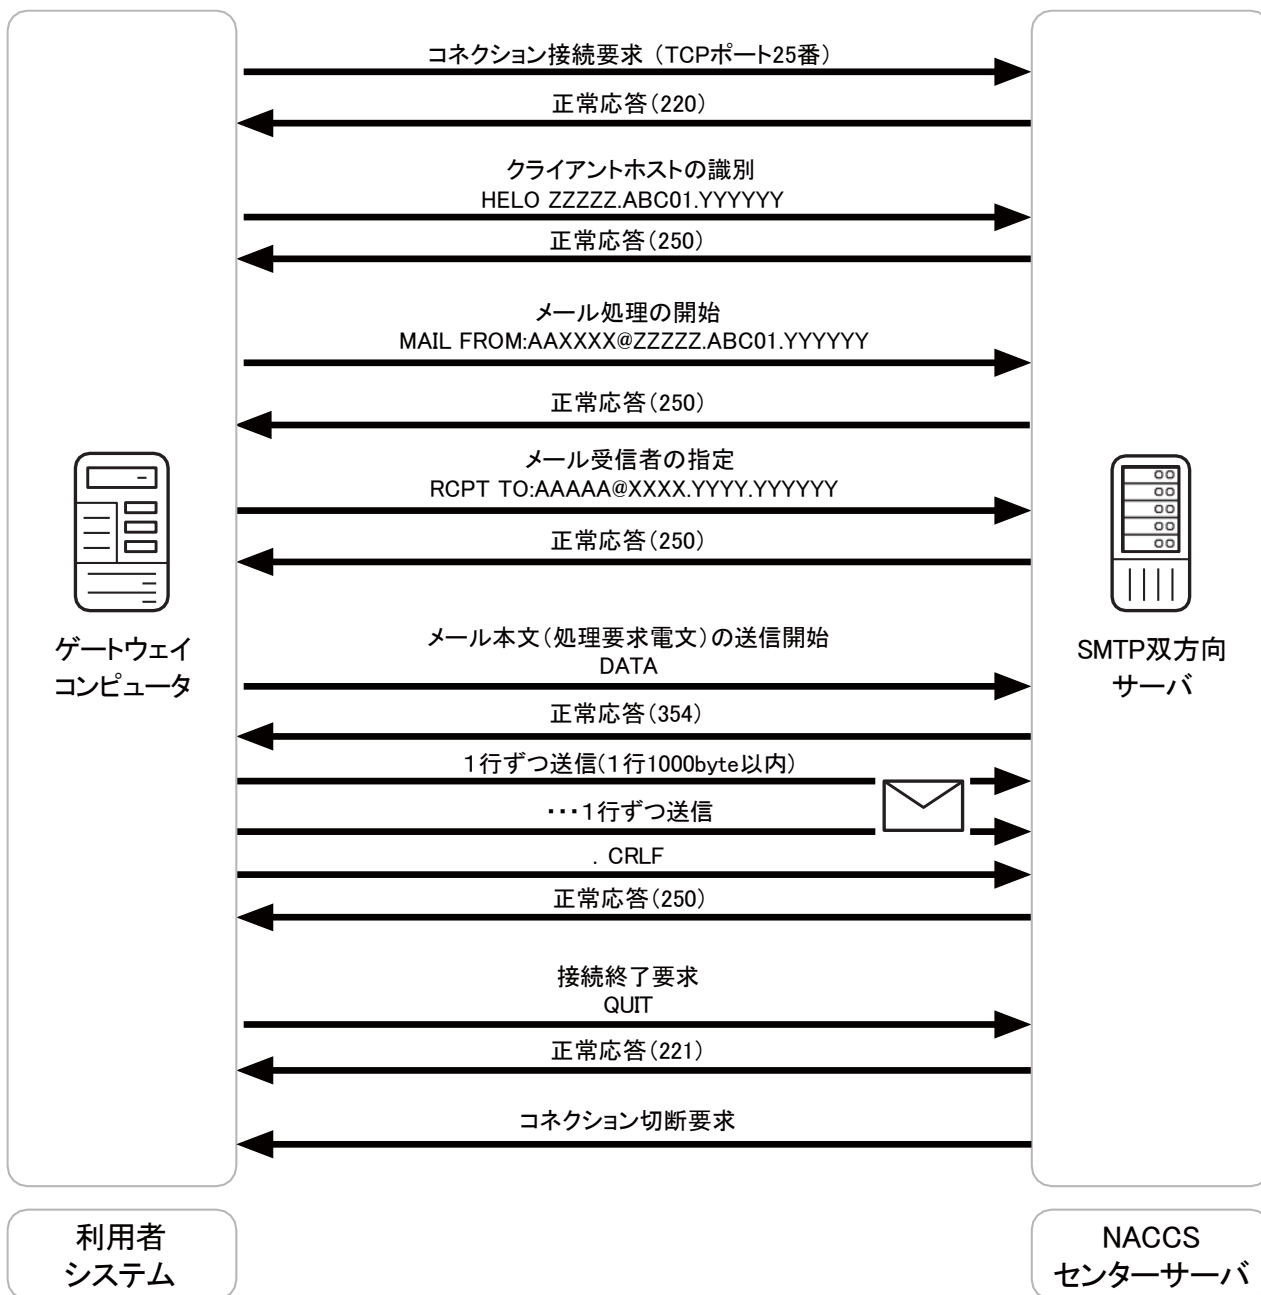 コネクション接続要求（TCPポート25番）
正常応答（220）
クライアントホストの識別
HELO ZZZZZ.ABC01.YYYYYY
正常応答（250）
メール処理の開始
MAIL FROM:AAXXXX@ZZZZZ.ABC01.YYYYYY
正常応答（250）
メール受信者の指定
RCPT TO:AAAAA@XXXX.YYYY.YYYYYY
正常応答（250）
ゲートウェイ
コンピュータ
SMTP双方向
サーバ
メール本文（処理要求電文）の送信開始
DATA
正常応答（354）
１行ずつ送信(１行1000byte以内)
・・・１行ずつ送信
. CRLF
正常応答（250）
接続終了要求
QUIT
正常応答（221）
コネクション切断要求
利用者
システム
NACCS
センターサーバ